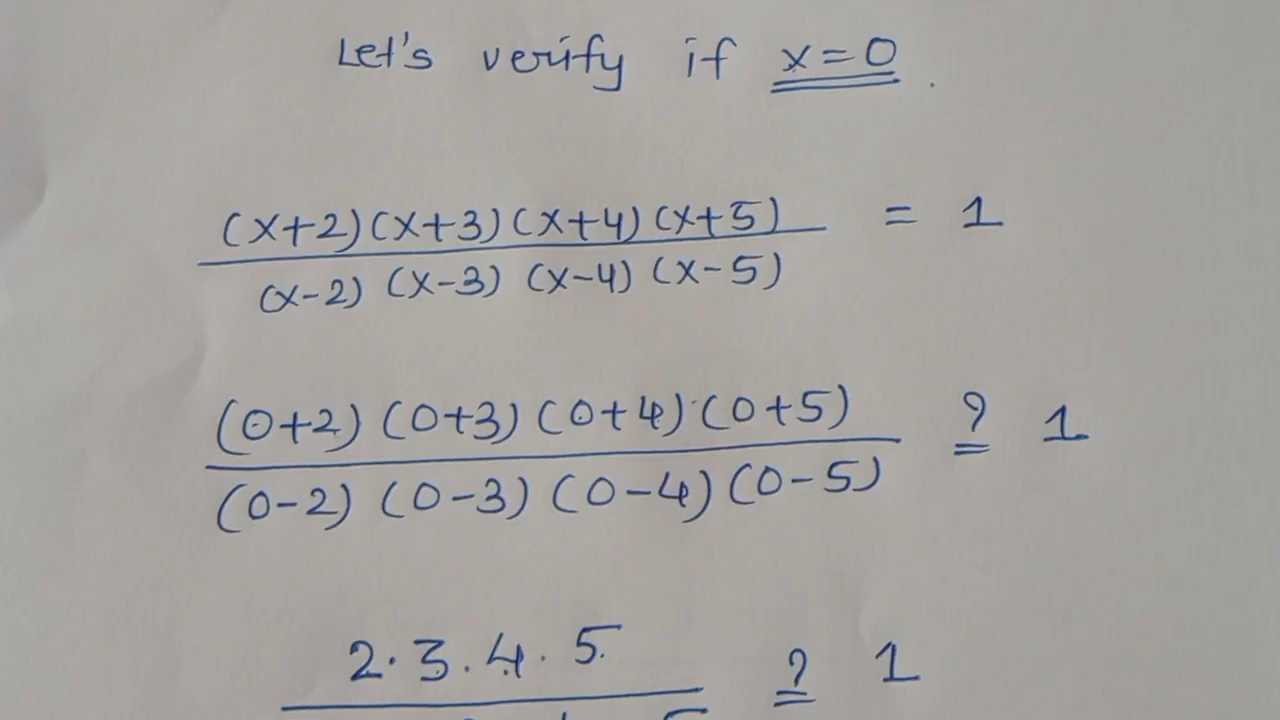 Let's verify if x=0.
(x+2)(x+3)(x+4)(x+5) = 1
(x-2)(x-3)(x-4)(x-5)
(0+2)(0+3)(0+4)(0+5) ≟ 1
(0-2)(0-3)(0-4)(0-5)
2.3.4.5 ≟ 1